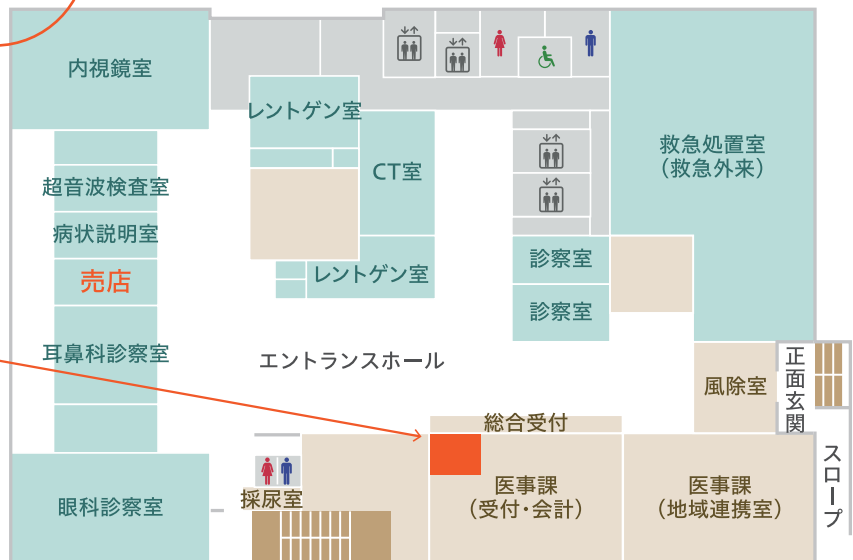 内視鏡室
レントゲン室
救急処置室
（救急外来）
CT室
超音波検査室
病状説明室
診察室
レントゲン室
売店
診察室
耳鼻科診察室
エントランスホール
正面玄関
風除室
総合受付
スロープ
医事課
（受付・会計）
医事課
（地域連携室）
採尿室
眼科診察室